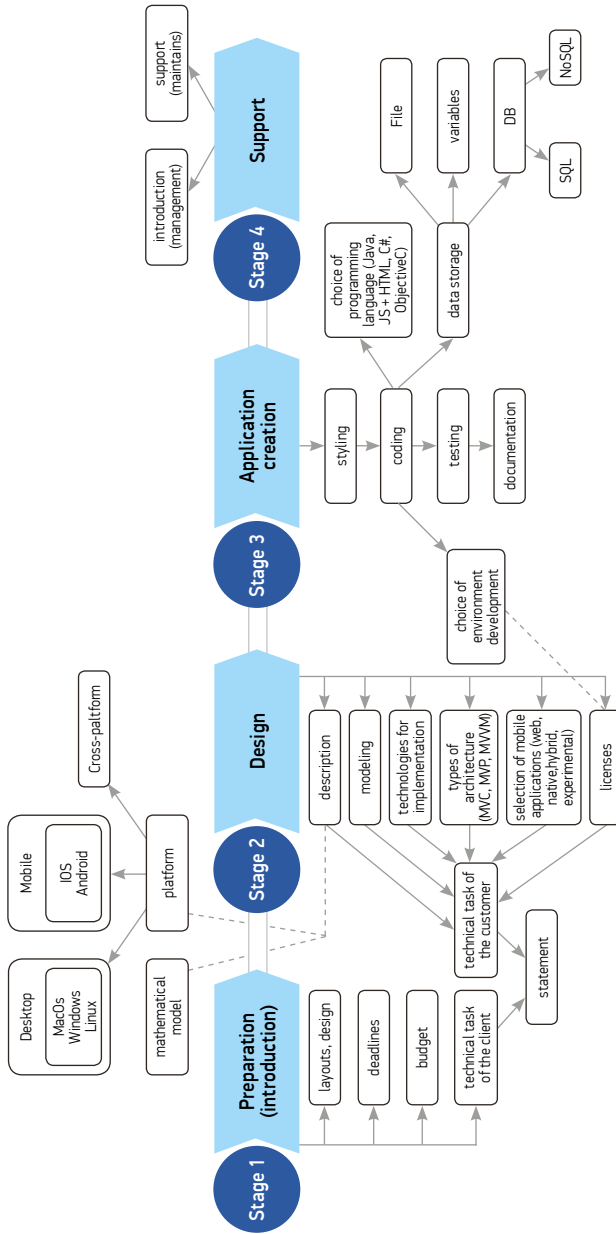 Stage 1
Preparation
(introduction)
layouts, design
deadlines
budget
technical task
of the client
statement
Desktop
MacOs
Windows
Linux
Mobile
IOS
Android
Cross-paltform
mathematical
model
platform
Stage 2
Design
description
modeling
technologies for
implementation
types of
architecture
(MVC, MVP, MVVM)
selection of mobile
applications (web,
native,hybrid,
experimental)
licenses
technical task of
the customer
Stage 3
Application
creation
styling
coding
testing
documentation
choice of
environment
development
choice of
programming
language (Java,
JS + HTML, C#,
ObjectiveC)
data storage
File
variables
DB
SQL
NoSQL
Stage 4
Support
introduction
(management)
support
(maintains)